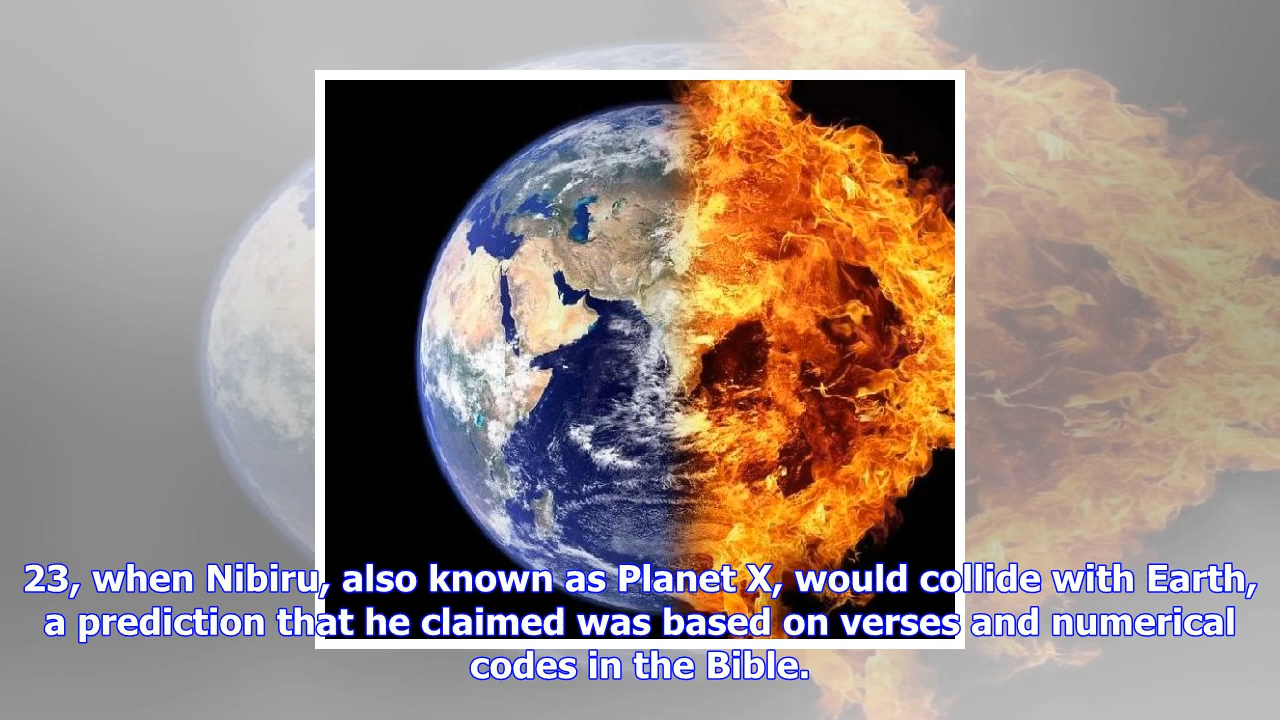 23, when Nibiru, also known as Planet X, would collide with Earth,
a prediction that he claimed was based on verses and numerical
codes in the Bible.